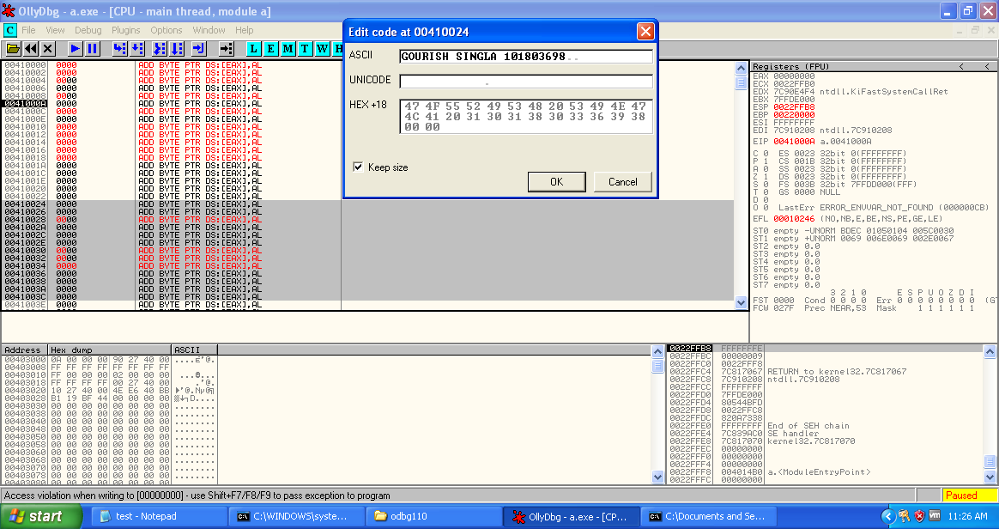 OllyDbg - a.exe - [CPU - main thread, module a]
C File View Debug Plugins Options Window Help
L E M T W H
Edit code at 00410024
ASCII GOURISH SINGLA 101803698..
UNICODE
HEX +18 47 4F 55 52 49 53 48 20 53 49 4E 47
4C 41 20 31 30 31 38 30 33 36 39 38
00 00
Keep size
OK Cancel
00410000 0000 ADD BYTE PTR DS:[EAX],AL
00410002 0000 ADD BYTE PTR DS:[EAX],AL
00410004 0000 ADD BYTE PTR DS:[EAX],AL
00410006 0000 ADD BYTE PTR DS:[EAX],AL
00410008 0000 ADD BYTE PTR DS:[EAX],AL
0041000A 0000 ADD BYTE PTR DS:[EAX],AL
0041000C 0000 ADD BYTE PTR DS:[EAX],AL
0041000E 0000 ADD BYTE PTR DS:[EAX],AL
00410010 0000 ADD BYTE PTR DS:[EAX],AL
00410012 0000 ADD BYTE PTR DS:[EAX],AL
00410014 0000 ADD BYTE PTR DS:[EAX],AL
00410016 0000 ADD BYTE PTR DS:[EAX],AL
00410018 0000 ADD BYTE PTR DS:[EAX],AL
0041001A 0000 ADD BYTE PTR DS:[EAX],AL
0041001C 0000 ADD BYTE PTR DS:[EAX],AL
0041001E 0000 ADD BYTE PTR DS:[EAX],AL
00410020 0000 ADD BYTE PTR DS:[EAX],AL
00410022 0000 ADD BYTE PTR DS:[EAX],AL
00410024 0000 ADD BYTE PTR DS:[EAX],AL
00410026 0000 ADD BYTE PTR DS:[EAX],AL
00410028 0000 ADD BYTE PTR DS:[EAX],AL
0041002A 0000 ADD BYTE PTR DS:[EAX],AL
0041002C 0000 ADD BYTE PTR DS:[EAX],AL
0041002E 0000 ADD BYTE PTR DS:[EAX],AL
00410030 0000 ADD BYTE PTR DS:[EAX],AL
00410032 0000 ADD BYTE PTR DS:[EAX],AL
00410034 0000 ADD BYTE PTR DS:[EAX],AL
00410036 0000 ADD BYTE PTR DS:[EAX],AL
00410038 0000 ADD BYTE PTR DS:[EAX],AL
0041003A 0000 ADD BYTE PTR DS:[EAX],AL
0041003C 0000 ADD BYTE PTR DS:[EAX],AL
0041003E 0000 ADD BYTE PTR DS:[EAX],AL
Registers (FPU) < <
EAX 00000000
ECX 0022FFB0
EDX 7C90E4F4 ntdll.KiFastSystemCallRet
EBX 7FFDE000
ESP 0022FFB8
EBP 00220000
ESI FFFFFFFF
EDI 7C910208 ntdll.7C910208
EIP 0041000A a.0041000A
C 0 ES 0023 32bit 0(FFFFFFFF)
P 1 CS 001B 32bit 0(FFFFFFFF)
A 0 SS 0023 32bit 0(FFFFFFFF)
Z 1 DS 0023 32bit 0(FFFFFFFF)
S 0 FS 003B 32bit 7FFDD000(FFF)
T 0 GS 0000 NULL
D 0
O 0 LastErr ERROR_ENVVAR_NOT_FOUND (000000CB)
EFL 00010246 (NO,NB,E,BE,NS,PE,GE,LE)
ST0 empty -UNORM BDEC 01050104 005C0030
ST1 empty +UNORM 0069 006E0069 002E0067
ST2 empty 0.0
ST3 empty 0.0
ST4 empty 0.0
ST5 empty 0.0
ST6 empty 0.0
ST7 empty 0.0
3 2 1 0 E S P U O Z D I
FST 0000 Cond 0 0 0 0 Err 0 0 0 0 0 0 0 0 (GT
FCW 027F Prec NEAR,53 Mask 1 1 1 1 1 1
Address Hex dump ASCII
00403000 0A 00 00 00 90 27 40 00
00403008 FF FF FF FF FF FF FF FF
00403010 FF 00 00 00 02 00 00 00
00403018 FF FF FF FF 00 27 40 00
00403020 10 27 40 00 4E E6 40 BB
00403028 B1 19 BF 44 00 00 00 00
00403030 00 00 00 00 00 00 00 00 ........
00403038 00 00 00 00 00 00 00 00 ........
00403040 00 00 00 00 00 00 00 00 ........
00403048 00 00 00 00 00 00 00 00 ........
00403050 00 00 00 00 00 00 00 00 ........
00403058 00 00 00 00 00 00 00 00 ........
00403060 00 00 00 00 00 00 00 00 ........
00403068 00 00 00 00 00 00 00 00 ........
00403070 00 00 00 00 00 00 00 00 ........
00403078 00 00 00 00 00 00 00 00 ........
0022FFB8 FFFFFFFE
0022FFBC 00000009
0022FFC0 0022FFF8
0022FFC4 7C817067 RETURN to kernel32.7C817067
0022FFC8 7C910208 ntdll.7C910208
0022FFCC FFFFFFFF
0022FFD0 7FFDE000
0022FFD4 80544BFD
0022FFD8 0022FFC8
0022FFDC 820A7338
0022FFE0 FFFFFFFF End of SEH chain
0022FFE4 7C839AC0 SE handler
0022FFE8 7C817070 kernel32.7C817070
0022FFEC 00000000
0022FFF0 00000000
0022FFF4 00000000
0022FFF8 004014B0 a.<ModuleEntryPoint>
0022FFFC 00000000
Access violation when writing to [00000000] - use Shift+F7/F8/F9 to pass exception to program
Paused
start test - Notepad C:\WINDOWS\syste... odbg110 OllyDbg - a.exe - [CP... C:\Documents and Se... 11:26 AM